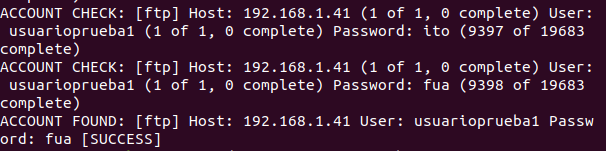 ACCOUNT CHECK: [ftp] Host: 192.168.1.41 (1 of 1, 0 complete) User:
 usuarioprueba1 (1 of 1, 0 complete) Password: ito (9397 of 19683
complete)
ACCOUNT CHECK: [ftp] Host: 192.168.1.41 (1 of 1, 0 complete) User:
 usuarioprueba1 (1 of 1, 0 complete) Password: fua (9398 of 19683
complete)
ACCOUNT FOUND: [ftp] Host: 192.168.1.41 User: usuarioprueba1 Passw
ord: fua [SUCCESS]